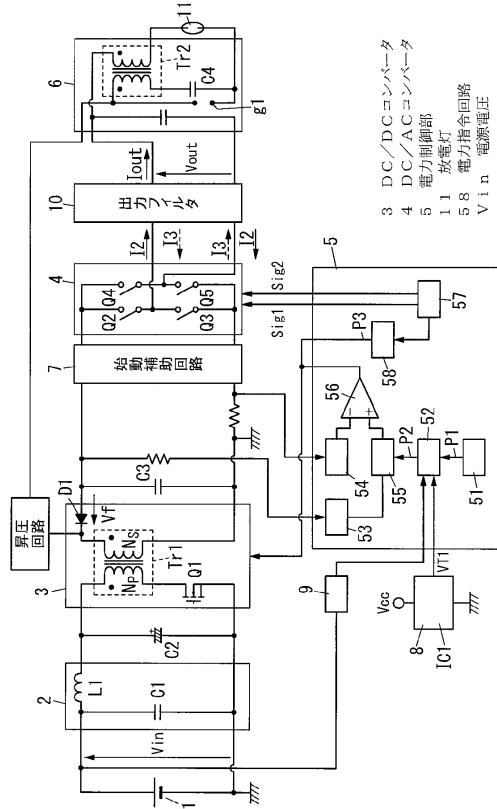 昇圧
回路
D1
Vf
C3
3
Np
Ns
Tr1
Q1
2
L1
C1
C2
Vin
1
7
始動補助回路
4
Q2
Q4
Q3
Q5
10
出力フィルタ
I2
I3
I3
I2
Iout
Vout
6
Tr2
C4
g1
11
Sig1
Sig2
5
P3
57
58
56
−
+
54
55
53
P2
52
P1
51
VT1
9
Vcc
8
IC1
3 DC/DCコンバータ
4 DC/ACコンバータ
5 電力制御部
11 放電灯
58 電力指令回路
Vin 電源電圧